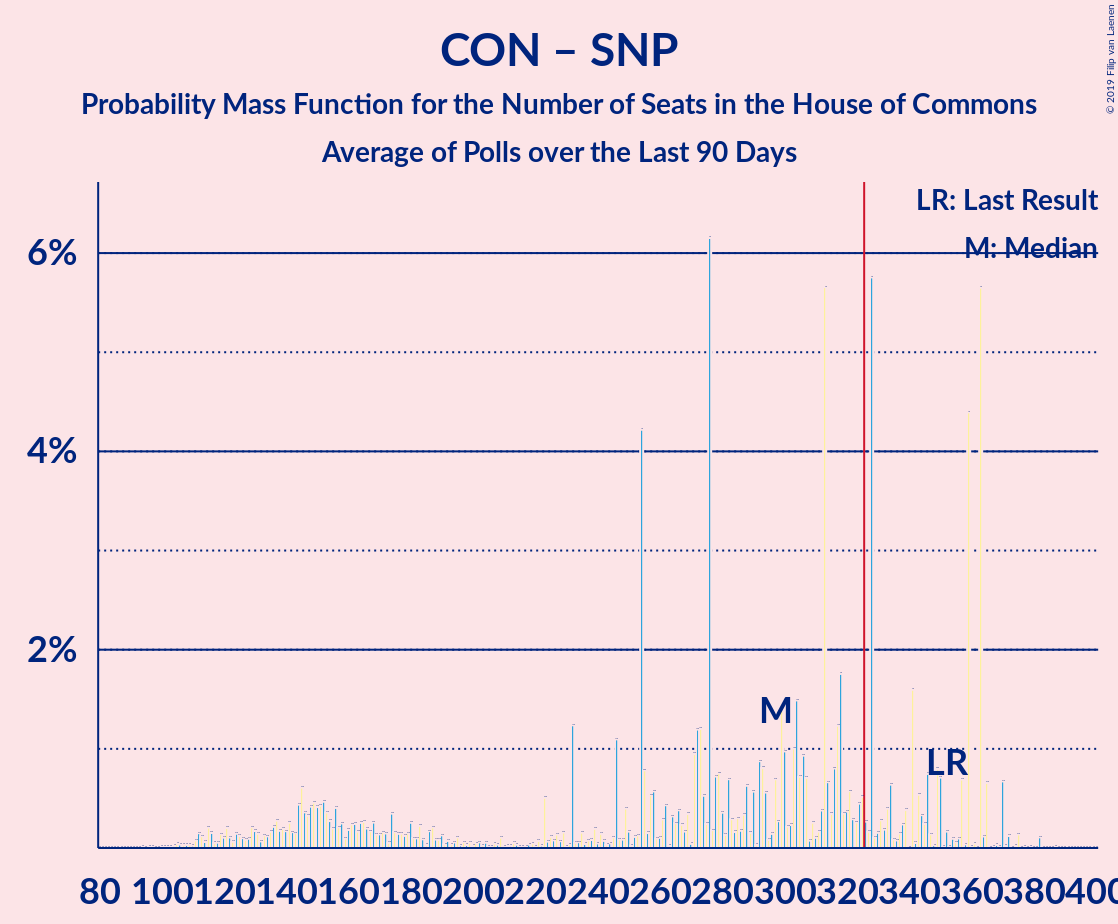 CON – SNP
Probability Mass Function for the Number of Seats in the House of Commons
Average of Polls over the Last 90 Days
© 2019 Filip van Laenen
LR: Last Result
M: Median
6%
4%
2%
M
LR
80 100 120 140 160 180 200 220 240 260 280 300 320 340 360 380 400